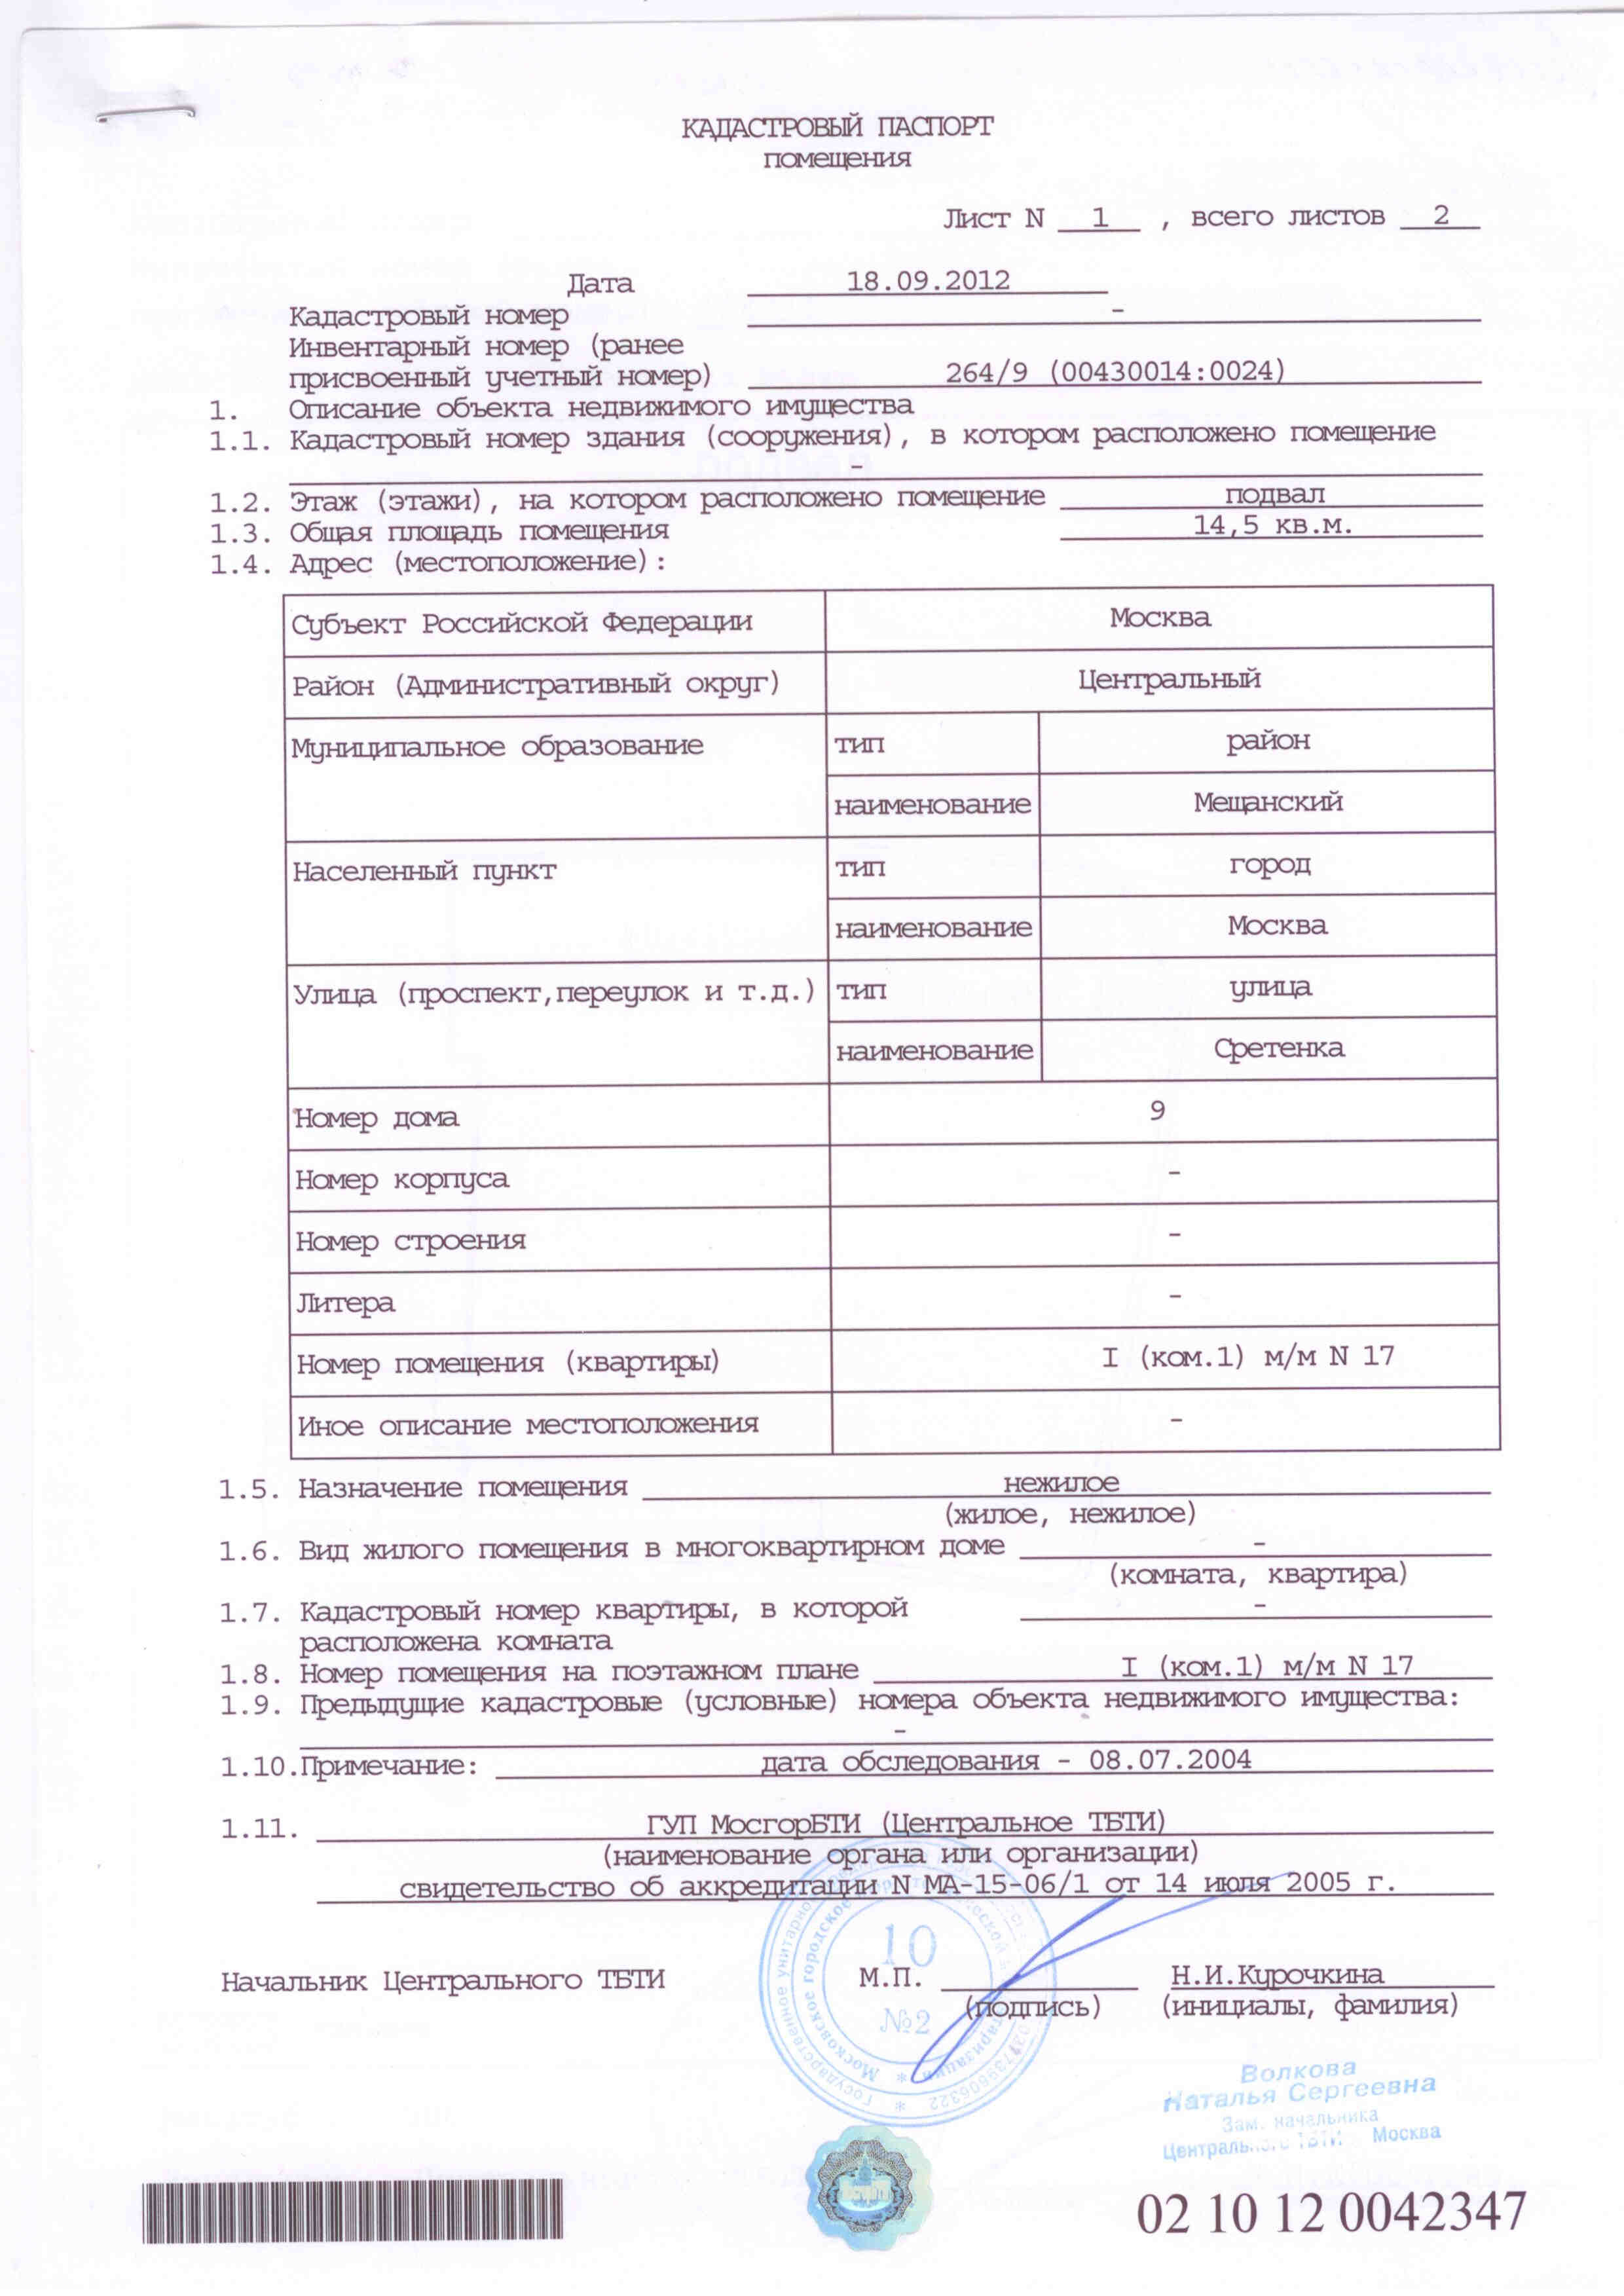 КАДАСТРОВЫЙ ПАСПОРТ
помещения
Лист N 1 , всего листов 2
Дата 18.09.2012
Кадастровый номер -
Инвентарный номер (ранее
присвоенный учетный номер) 264/9 (00430014:0024)
1. Описание объекта недвижимого имущества
1.1. Кадастровый номер здания (сооружения), в котором расположено помещение
-
1.2. Этаж (этажи), на котором расположено помещение подвал
1.3. Общая площадь помещения 14,5 кв.м.
1.4. Адрес (местоположение):
Субъект Российской Федерации Москва
Район (Административный округ) Центральный
Муниципальное образование тип район
наименование Мещанский
Населенный пункт тип город
наименование Москва
Улица (проспект,переулок и т.д.) тип улица
наименование Сретенка
Номер дома 9
Номер корпуса -
Номер строения -
Литера -
Номер помещения (квартиры) I (ком.1) м/м N 17
Иное описание местоположения -
1.5. Назначение помещения нежилое
(жилое, нежилое)
1.6. Вид жилого помещения в многоквартирном доме -
(комната, квартира)
1.7. Кадастровый номер квартиры, в которой -
расположена комната
1.8. Номер помещения на поэтажном плане I (ком.1) м/м N 17
1.9. Предыдущие кадастровые (условные) номера объекта недвижимого имущества:
-
1.10.Примечание: дата обследования - 08.07.2004
1.11. ГУП МосгорБТИ (Центральное ТБТИ)
(наименование органа или организации)
свидетельство об аккредитации N МА-15-06/1 от 14 июля 2005 г.
10
Начальник Центрального ТБТИ М.П. Н.И.Курочкина
(подпись) (инициалы, фамилия)
№2
Государственное унитарное
Московское городское
Волкова
Наталья Сергеевна
Зам. начальника
Центрального ТБТИ Москва
02 10 12 0042347